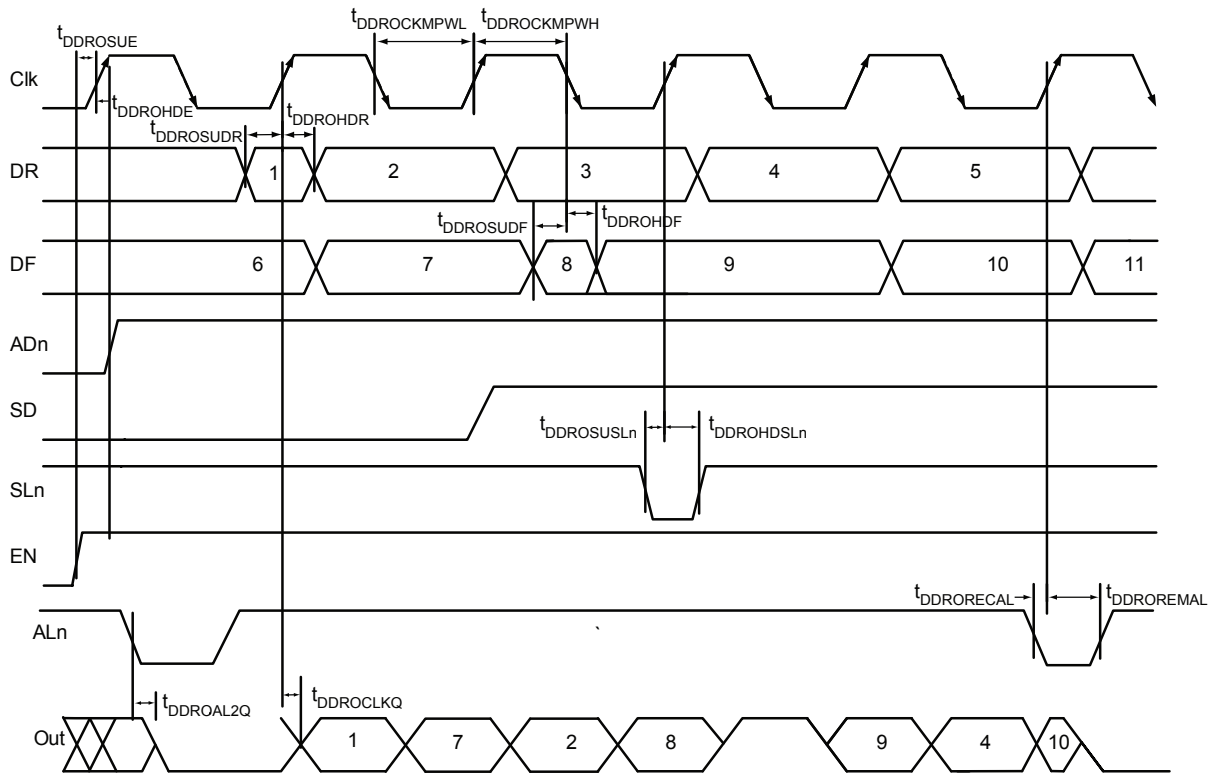 tDDROCKMPWL tDDROCKMPWH
tDDROSUE
Clk
tDDROHDE
tDDROSUDR tDDROHDR
DR 1 2 3 4 5
tDDROSUDF tDDROHDF
DF 6 7 8 9 10 11
ADn
SD
tDDROSUSLn tDDROHDSLn
SLn
EN
tDDRORECAL tDDROREMAL
ALn
tDDROAL2Q tDDROCLKQ
Out 1 7 2 8 9 4 10